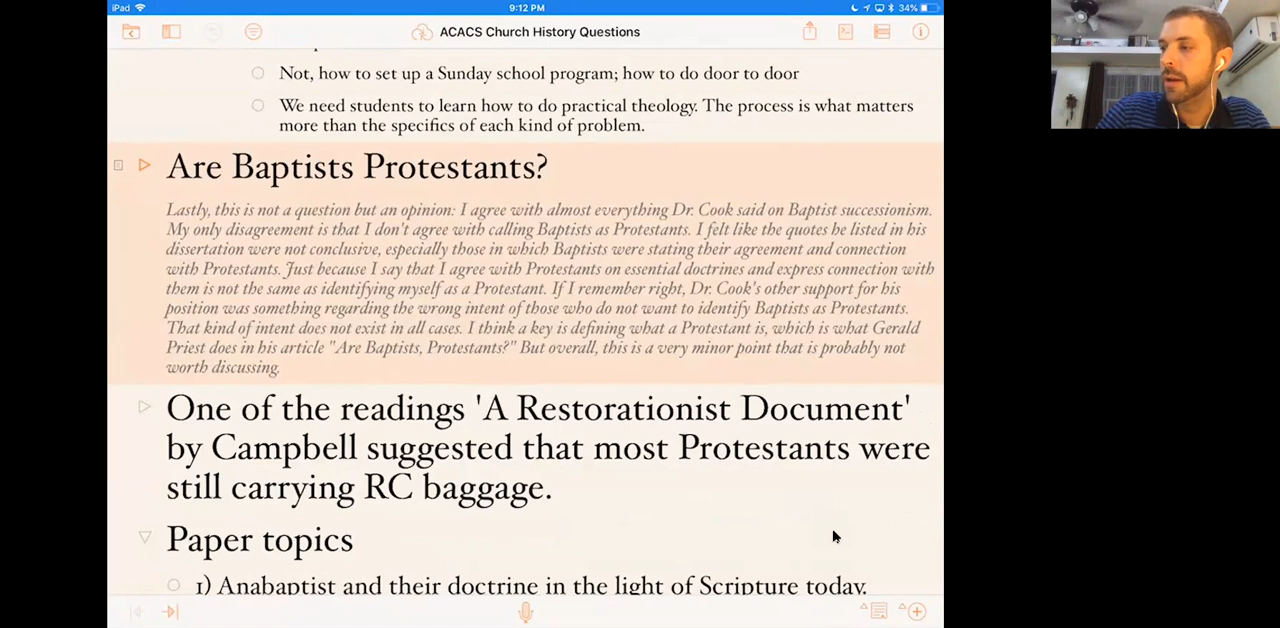 iPad 9:12 PM 34%
ACACS Church History Questions
Not, how to set up a Sunday school program; how to do door to door
We need students to learn how to do practical theology. The process is what matters
more than the specifics of each kind of problem.
Are Baptists Protestants?
Lastly, this is not a question but an opinion: I agree with almost everything Dr. Cook said on Baptist successionism.
My only disagreement is that I don't agree with calling Baptists as Protestants. I felt like the quotes he listed in his
dissertation were not conclusive, especially those in which Baptists were stating their agreement and connection
with Protestants. Just because I say that I agree with Protestants on essential doctrines and express connection with
them is not the same as identifying myself as a Protestant. If I remember right, Dr. Cook's other support for his
position was something regarding the wrong intent of those who do not want to identify Baptists as Protestants.
That kind of intent does not exist in all cases. I think a key is defining what a Protestant is, which is what Gerald
Priest does in his article "Are Baptists, Protestants?" But overall, this is a very minor point that is probably not
worth discussing.
One of the readings 'A Restorationist Document'
by Campbell suggested that most Protestants were
still carrying RC baggage.
Paper topics
1) Anabaptist and their doctrine in the light of Scripture today.